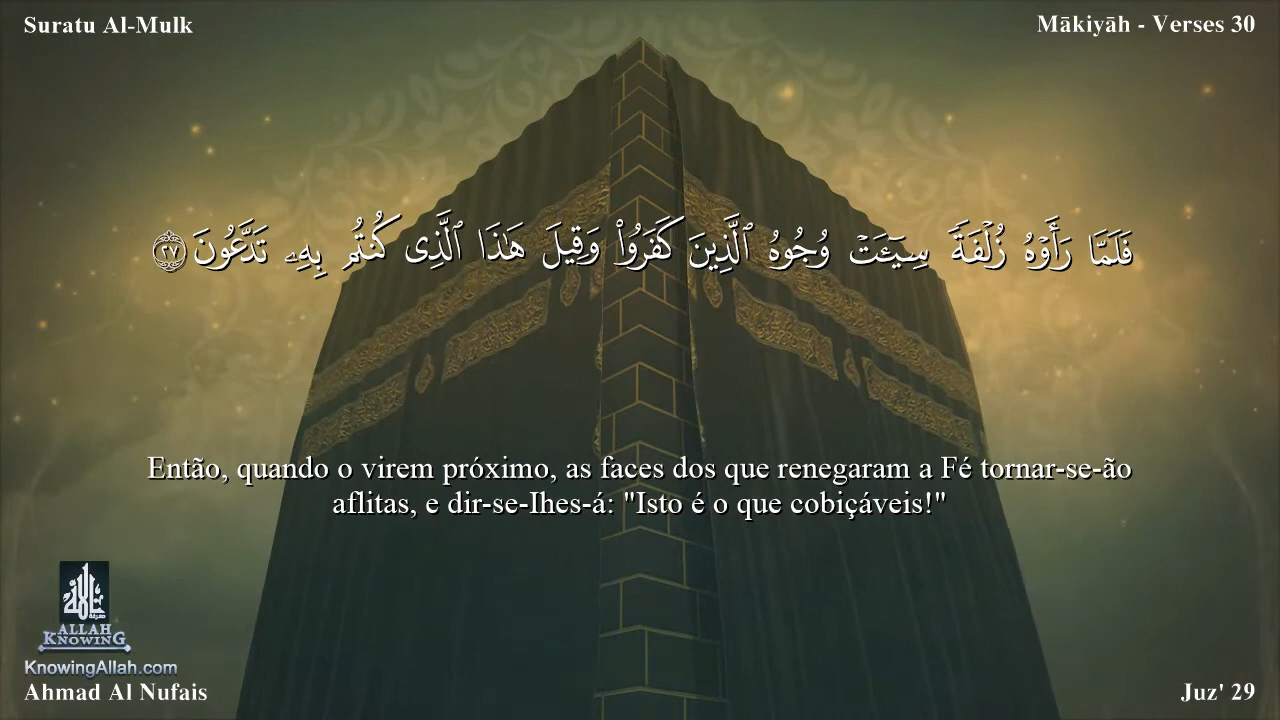 Suratu Al-Mulk
Mākiyāh - Verses 30
فَلَمَّا رَأَوْهُ زُلْفَةً سِيٓـَٔتْ وُجُوهُ ٱلَّذِينَ كَفَرُوا۟ وَقِيلَ هَٰذَا ٱلَّذِى كُنتُم بِهِۦ تَدَّعُونَ ٢٧
Então, quando o virem próximo, as faces dos que renegaram a Fé tornar-se-ão
aflitas, e dir-se-Ihes-á: "Isto é o que cobiçáveis!"
ALLAH
KNOWING
KnowingAllah.com
Ahmad Al Nufais
Juz' 29